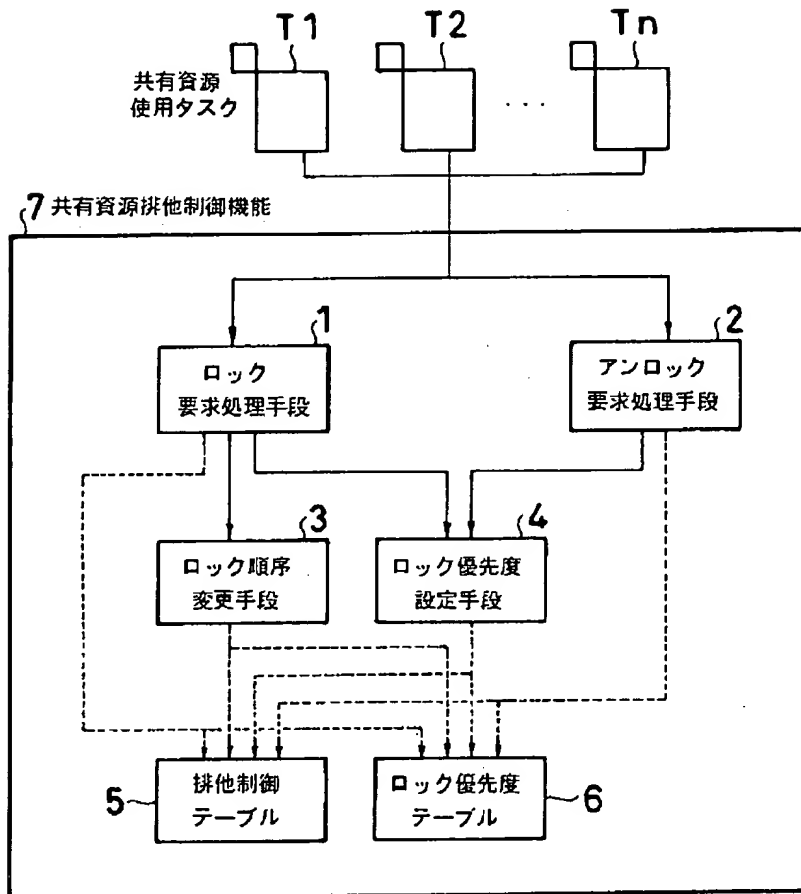 T1
T2
Tn
共有資源
使用タスク
...
7 共有資源排他制御機能
1
2
ロック
要求処理手段
アンロック
要求処理手段
3
4
ロック順序
変更手段
ロック優先度
設定手段
5
排他制御
テーブル
ロック優先度
テーブル
6